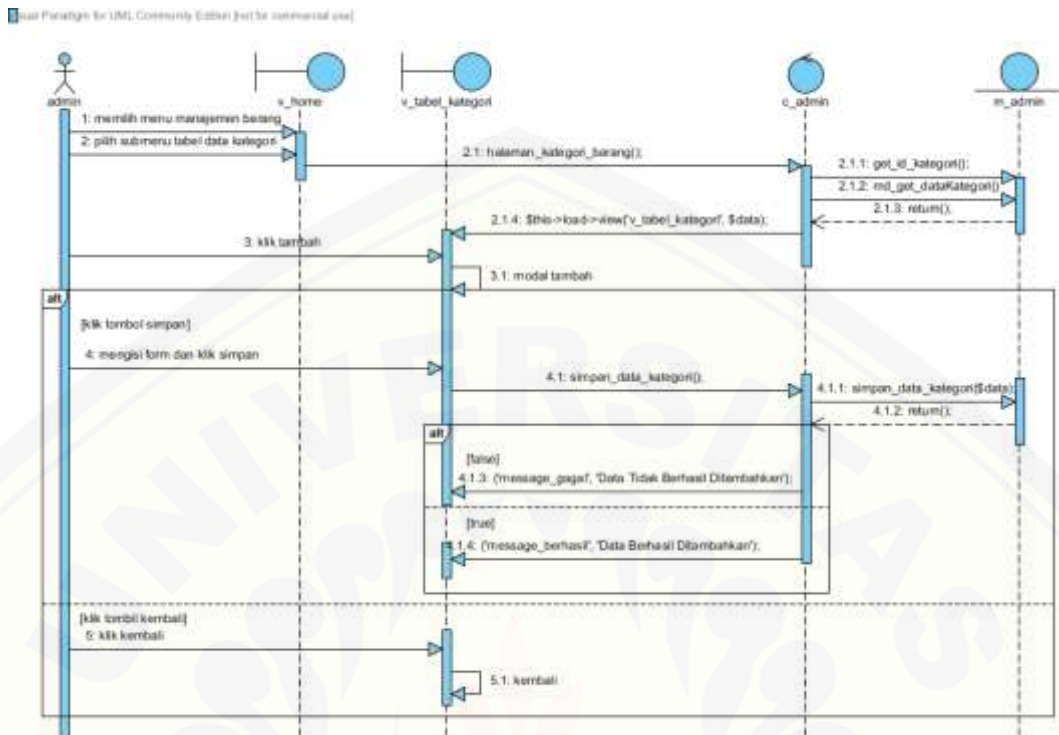 Visual Paradigm for UML Community Edition [not for commercial use]
admin
v_home
v_tabel_kategori
c_admin
m_admin
1: memilih menu manajemen barang
2: pilih submenu tabel data kategori
2.1: halaman_kategori_barang();
2.1.1: get_id_kategori();
2.1.2: md_get_dataKategori()
2.1.3: return();
2.1.4: $this->load->view('v_tabel_kategori', $data);
3: klik tambah
3.1: modal tambah
alt
[klik tombol simpan]
4: mengisi form dan klik simpan
4.1: simpan_data_kategori();
4.1.1: simpan_data_kategori($data);
4.1.2: return();
alt
[false]
4.1.3: ('message_gagal', 'Data Tidak Berhasil Ditambahkan');
[true]
4.1.4: ('message_berhasil', 'Data Berhasil Ditambahkan');
[klik tombil kembali]
5: klik kembali
5.1: kembali
UNIVERSITAS